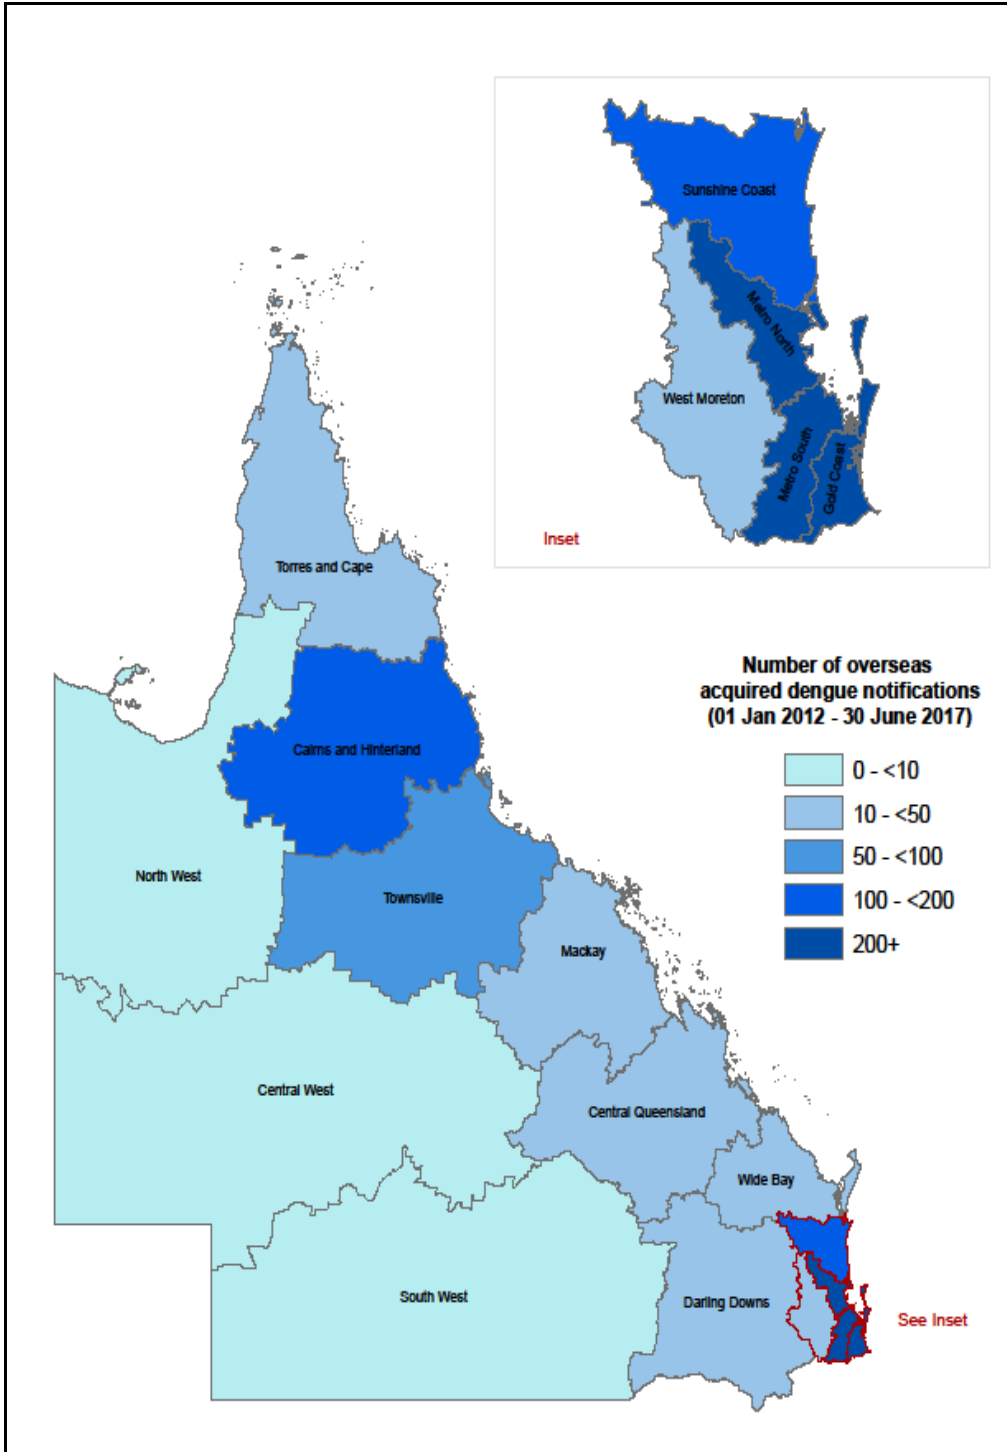 Sunshine Coast
Metro North
West Moreton
Metro South
Gold Coast
Inset
Torres and Cape
Number of overseas
acquired dengue notifications
(01 Jan 2012 - 30 June 2017)
0 - <10
10 - <50
50 - <100
100 - <200
200+
Cairns and Hinterland
North West
Townsville
Mackay
Central West
Central Queensland
Wide Bay
South West
Darling Downs
See Inset